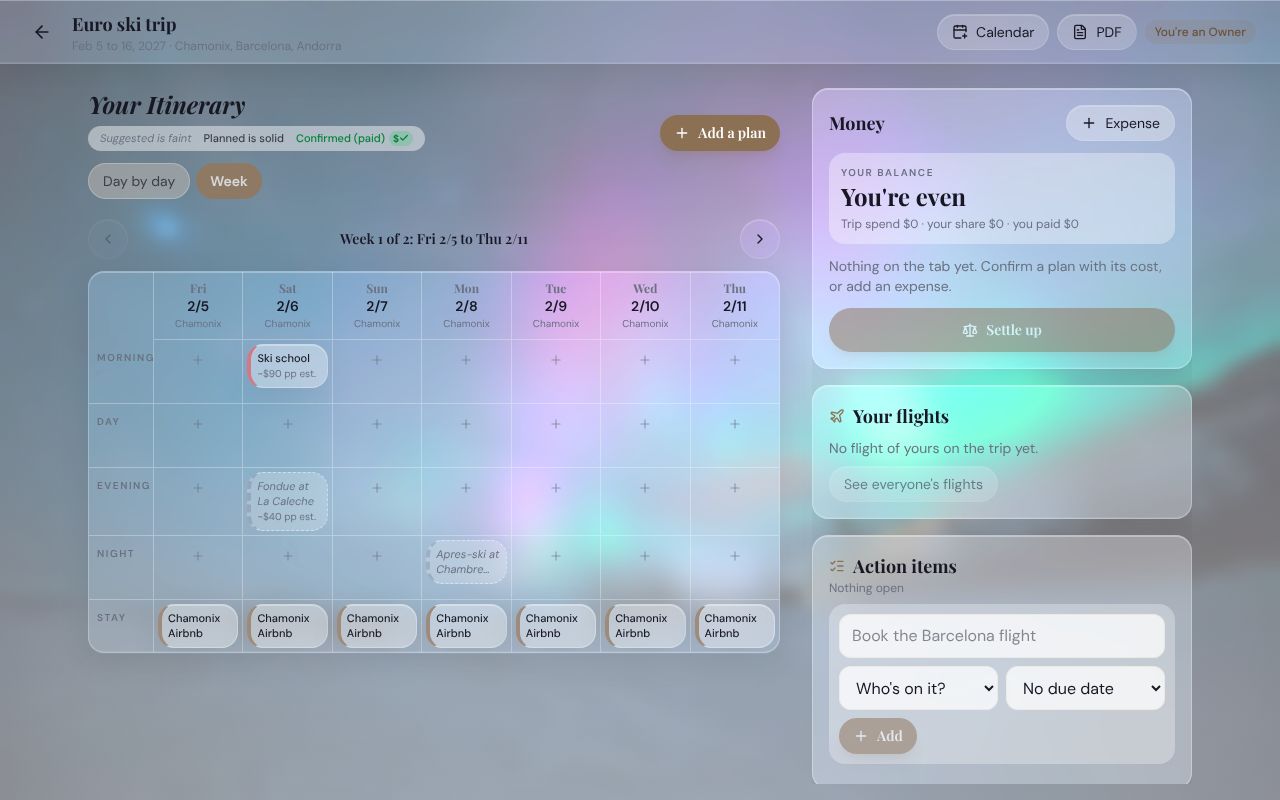 Euro ski trip
Feb 5 to 16, 2027 · Chamonix, Barcelona, Andorra
Calendar
PDF
You're an Owner
Your Itinerary
Suggested is faint Planned is solid Confirmed (paid) $✓
Add a plan
Day by day
Week
Week 1 of 2: Fri 2/5 to Thu 2/11
Fri Sat Sun Mon Tue Wed Thu
2/5 2/6 2/7 2/8 2/9 2/10 2/11
Chamonix Chamonix Chamonix Chamonix Chamonix Chamonix Chamonix
MORNING
+ Ski school + + + + +
~$90 pp est.
DAY
+ + + + + + +
EVENING
+ Fondue at + + + + +
La Caleche
~$40 pp est.
NIGHT
+ + + Apres-ski at + + +
Chambre...
STAY
Chamonix Chamonix Chamonix Chamonix Chamonix Chamonix Chamonix
Airbnb Airbnb Airbnb Airbnb Airbnb Airbnb Airbnb
Money
+ Expense
YOUR BALANCE
You're even
Trip spend $0 · your share $0 · you paid $0
Nothing on the tab yet. Confirm a plan with its cost,
or add an expense.
Settle up
Your flights
No flight of yours on the trip yet.
See everyone's flights
Action items
Nothing open
Book the Barcelona flight
Who's on it?
No due date
+ Add